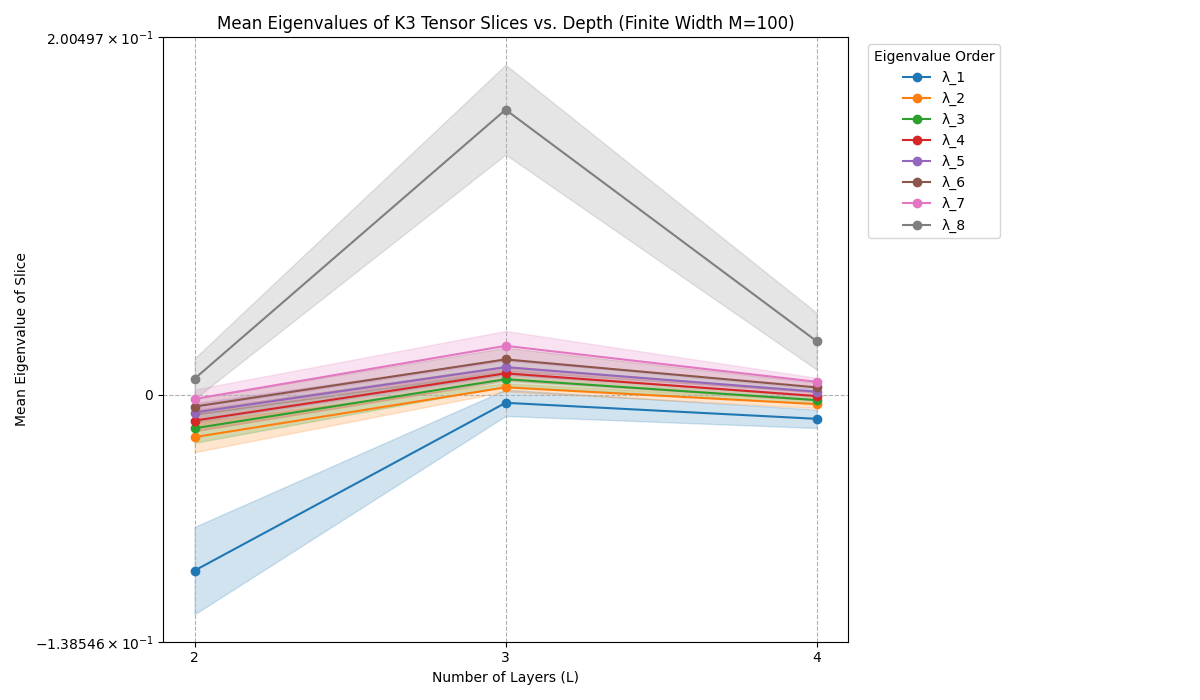 Mean Eigenvalues of K3 Tensor Slices vs. Depth (Finite Width M=100)
2.00497 × 10⁻¹
0
−1.38546 × 10⁻¹
Mean Eigenvalue of Slice
2 3 4
Number of Layers (L)
Eigenvalue Order
λ_1
λ_2
λ_3
λ_4
λ_5
λ_6
λ_7
λ_8